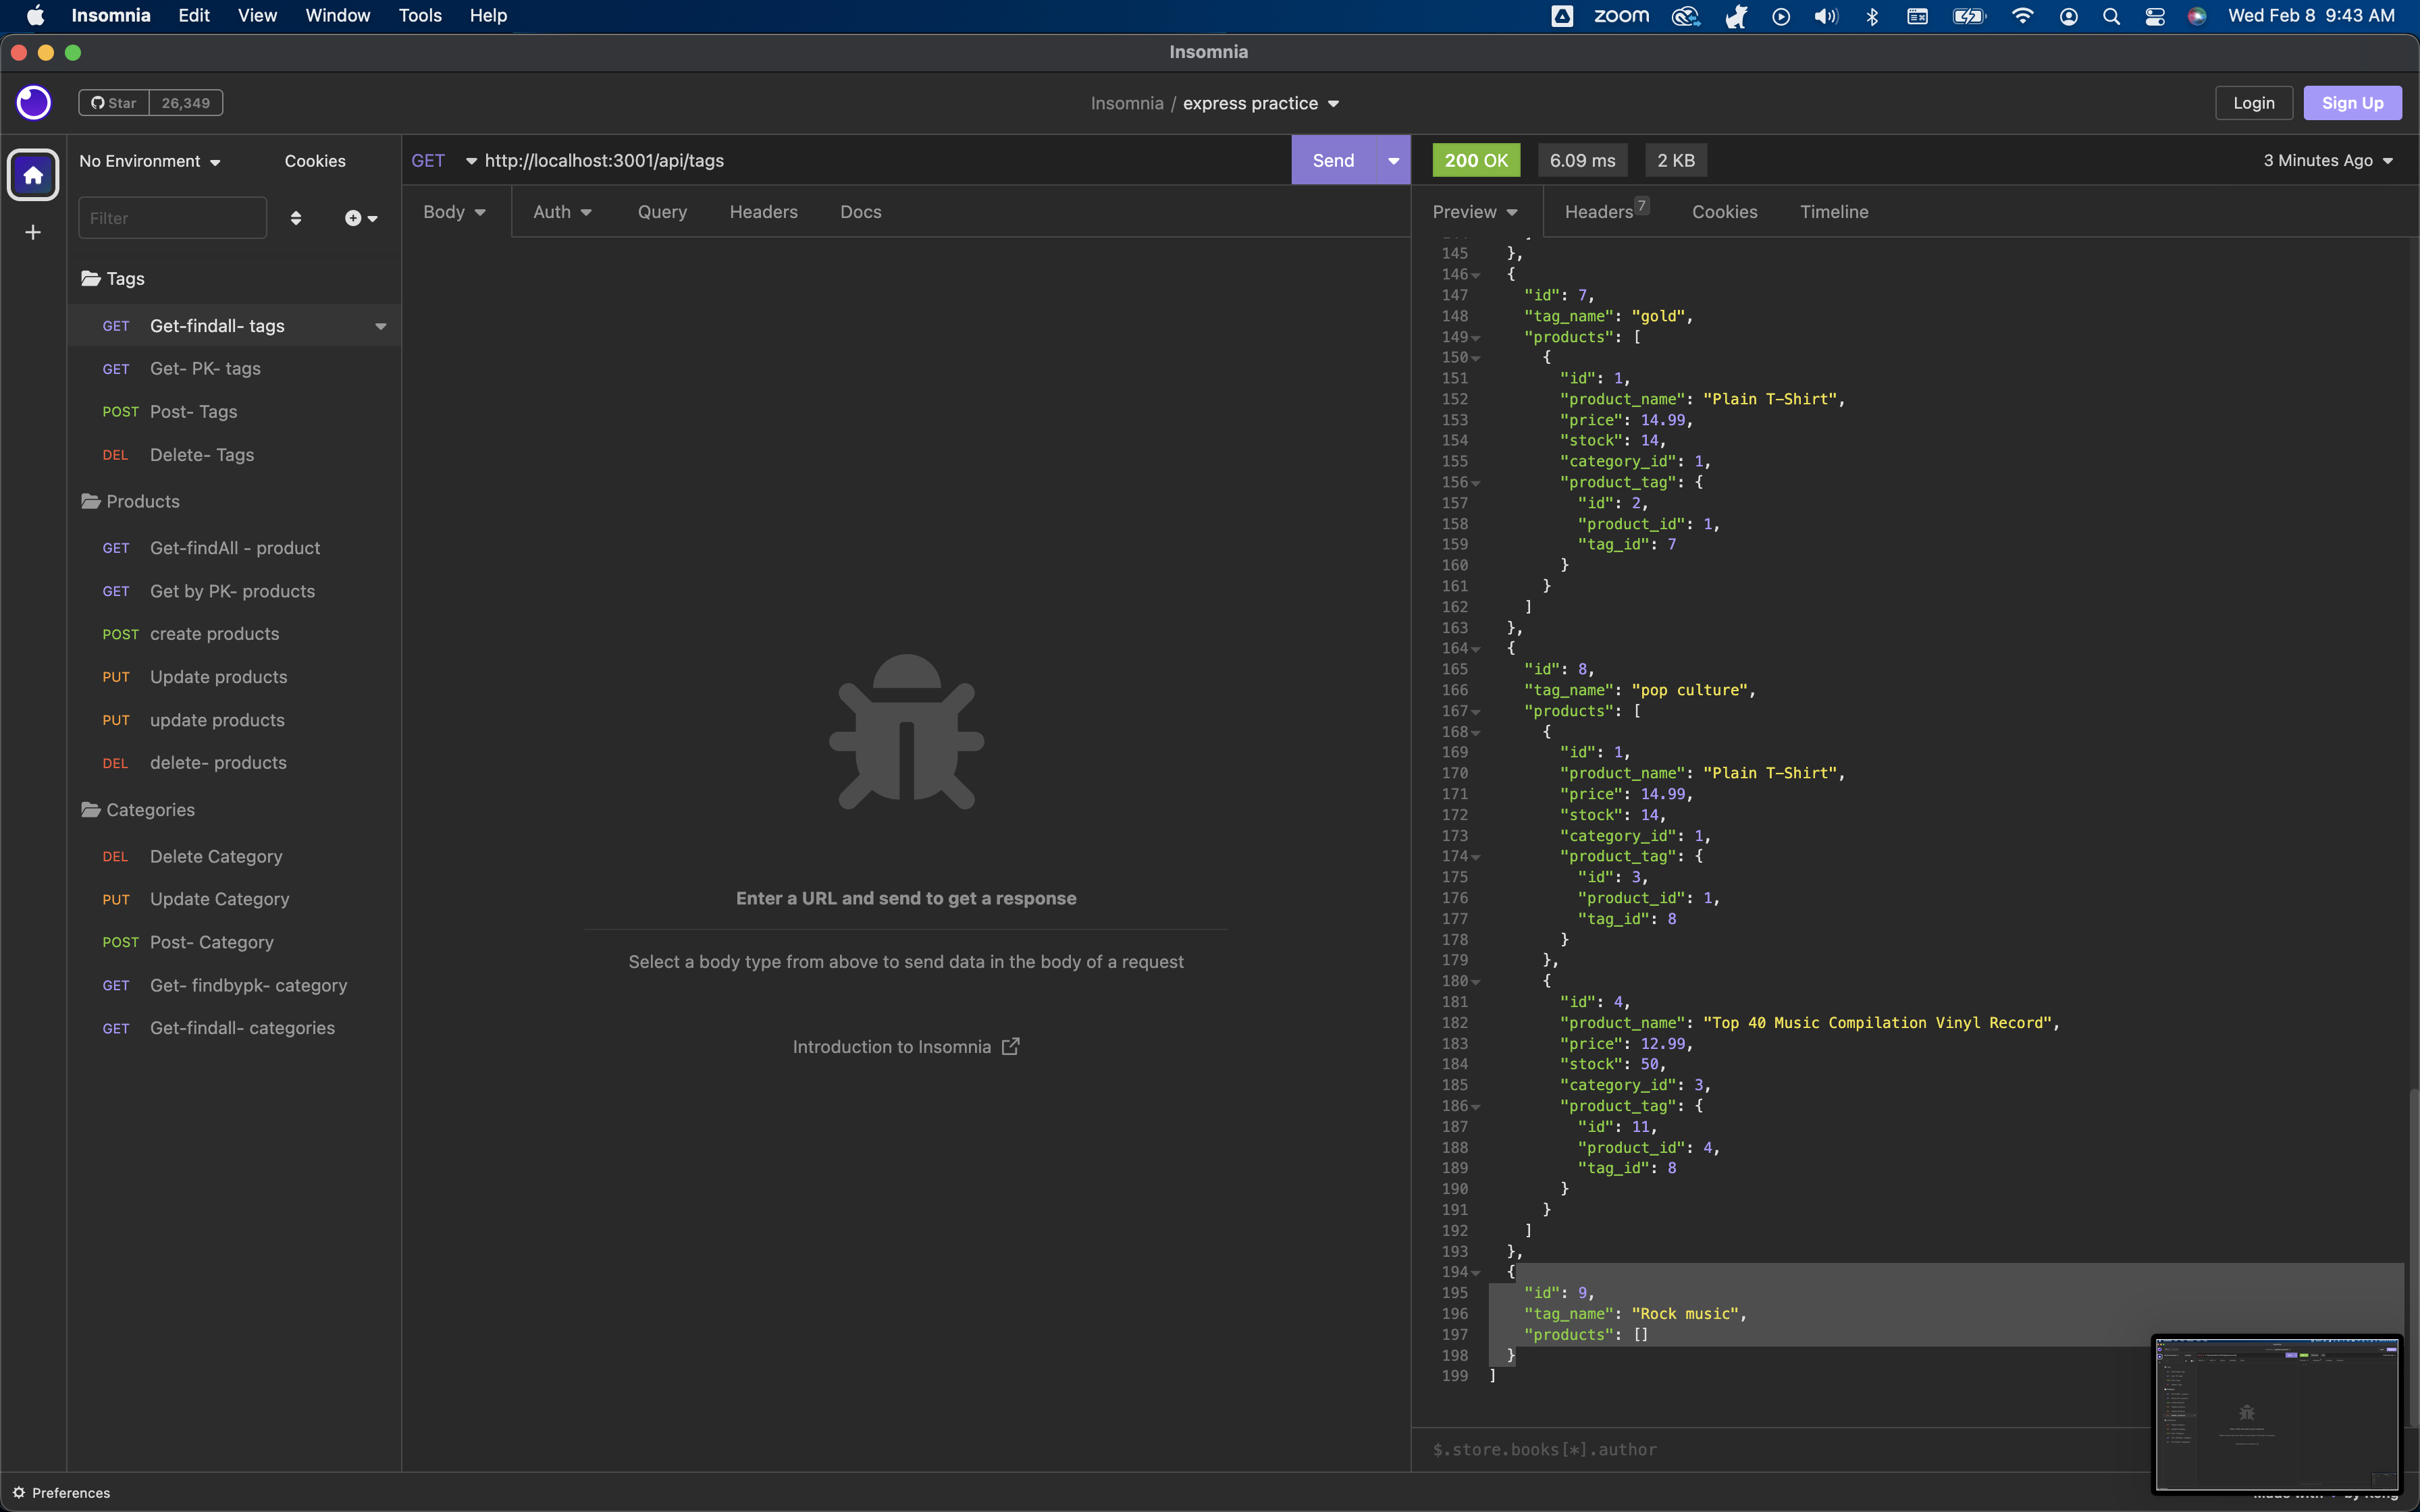 Insomnia Edit View Window Tools Help zoom Wed Feb 8 9:43 AM
Insomnia
Star 26,349 Insomnia / express practice Login Sign Up
No Environment Cookies
Filter
Tags
GET Get-findall- tags
GET Get- PK- tags
POST Post- Tags
DEL Delete- Tags
Products
GET Get-findAll - product
GET Get by PK- products
POST create products
PUT Update products
PUT update products
DEL delete- products
Categories
DEL Delete Category
PUT Update Category
POST Post- Category
GET Get- findbypk- category
GET Get-findall- categories
GET http://localhost:3001/api/tags Send
Body Auth Query Headers Docs
Enter a URL and send to get a response
Select a body type from above to send data in the body of a request
Introduction to Insomnia
200 OK 6.09 ms 2 KB 3 Minutes Ago
Preview Headers 7 Cookies Timeline
145 },
146 {
147 "id": 7,
148 "tag_name": "gold",
149 "products": [
150 {
151 "id": 1,
152 "product_name": "Plain T-Shirt",
153 "price": 14.99,
154 "stock": 14,
155 "category_id": 1,
156 "product_tag": {
157 "id": 2,
158 "product_id": 1,
159 "tag_id": 7
160 }
161 }
162 ]
163 },
164 {
165 "id": 8,
166 "tag_name": "pop culture",
167 "products": [
168 {
169 "id": 1,
170 "product_name": "Plain T-Shirt",
171 "price": 14.99,
172 "stock": 14,
173 "category_id": 1,
174 "product_tag": {
175 "id": 3,
176 "product_id": 1,
177 "tag_id": 8
178 }
179 },
180 {
181 "id": 4,
182 "product_name": "Top 40 Music Compilation Vinyl Record",
183 "price": 12.99,
184 "stock": 50,
185 "category_id": 3,
186 "product_tag": {
187 "id": 11,
188 "product_id": 4,
189 "tag_id": 8
190 }
191 }
192 ]
193 },
194 {
195 "id": 9,
196 "tag_name": "Rock music",
197 "products": []
198 }
199 ]
$.store.books[*].author
Preferences